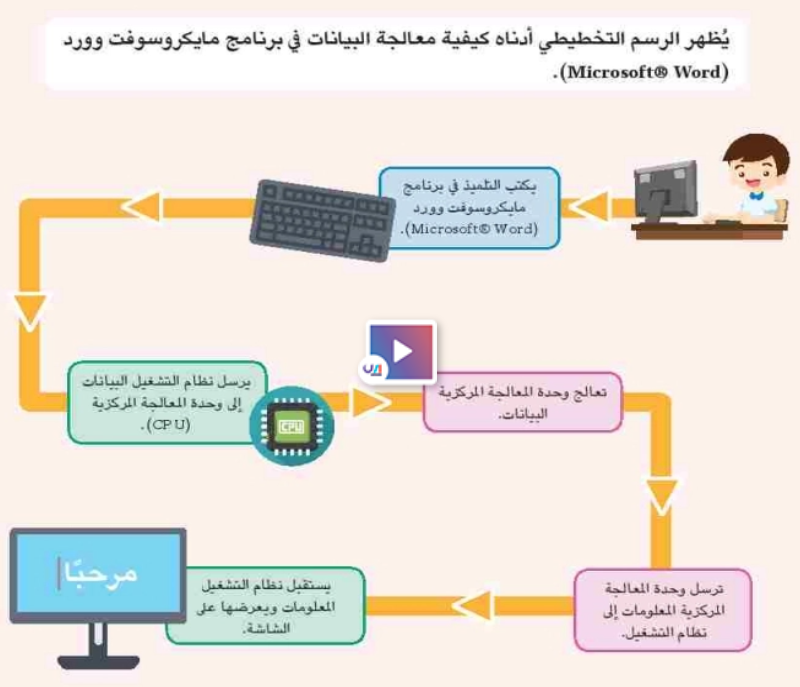 يُظهر الرسم التخطيطي أدناه كيفية معالجة البيانات في برنامج مايكروسوفت وورد
(Microsoft® Word).
يكتب التلميذ في برنامج
مايكروسوفت وورد
(Microsoft® Word).
يرسل نظام التشغيل البيانات
إلى وحدة المعالجة المركزية
(CPU).
CPU
تعالج وحدة المعالجة المركزية
البيانات.
ترسل وحدة المعالجة
المركزية المعلومات إلى
نظام التشغيل.
يستقبل نظام التشغيل
المعلومات ويعرضها على
الشاشة.
مرحبًا